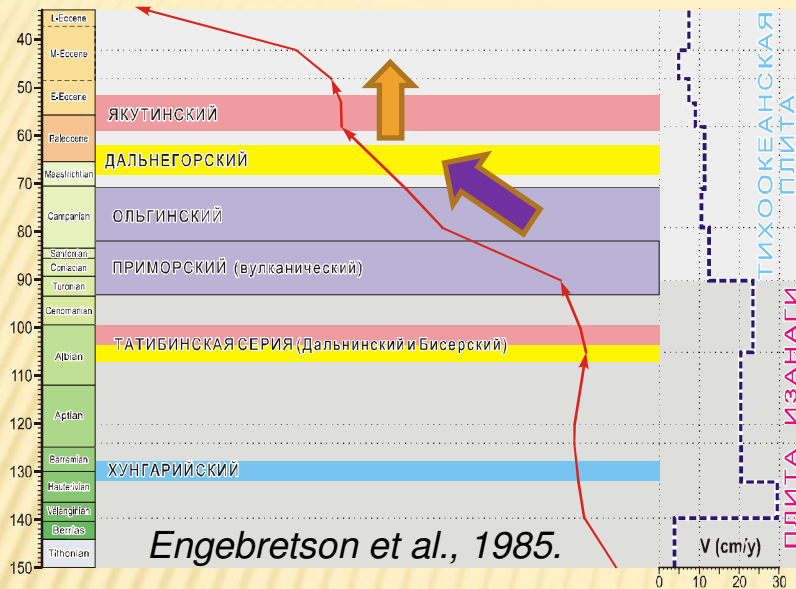 L-Eocene
40
M-Eocene
50
E-Eocene
ЯКУТИНСКИЙ
60
Paleocene
ДАЛЬНЕГОРСКИЙ
Maastrichtian
70
ОЛЬГИНСКИЙ
Campanian
80
Santonian
Coniacian
ПРИМОРСКИЙ (вулканический)
90
Turonian
Cenomanian
100
ТАТИБИНСКАЯ СЕРИЯ (Дальнинский и Бисерский)
Albian
110
Aptian
120
Barremian
130
ХУНГАРИЙСКИЙ
Hauterivian
Valanginian
140
Berrias
Tithonian
150
Engebretson et al., 1985.
ТИХООКЕАНСКАЯ
ПЛИТА
ПЛИТА ИЗАНАГИ
V (cm/y)
0 10 20 30